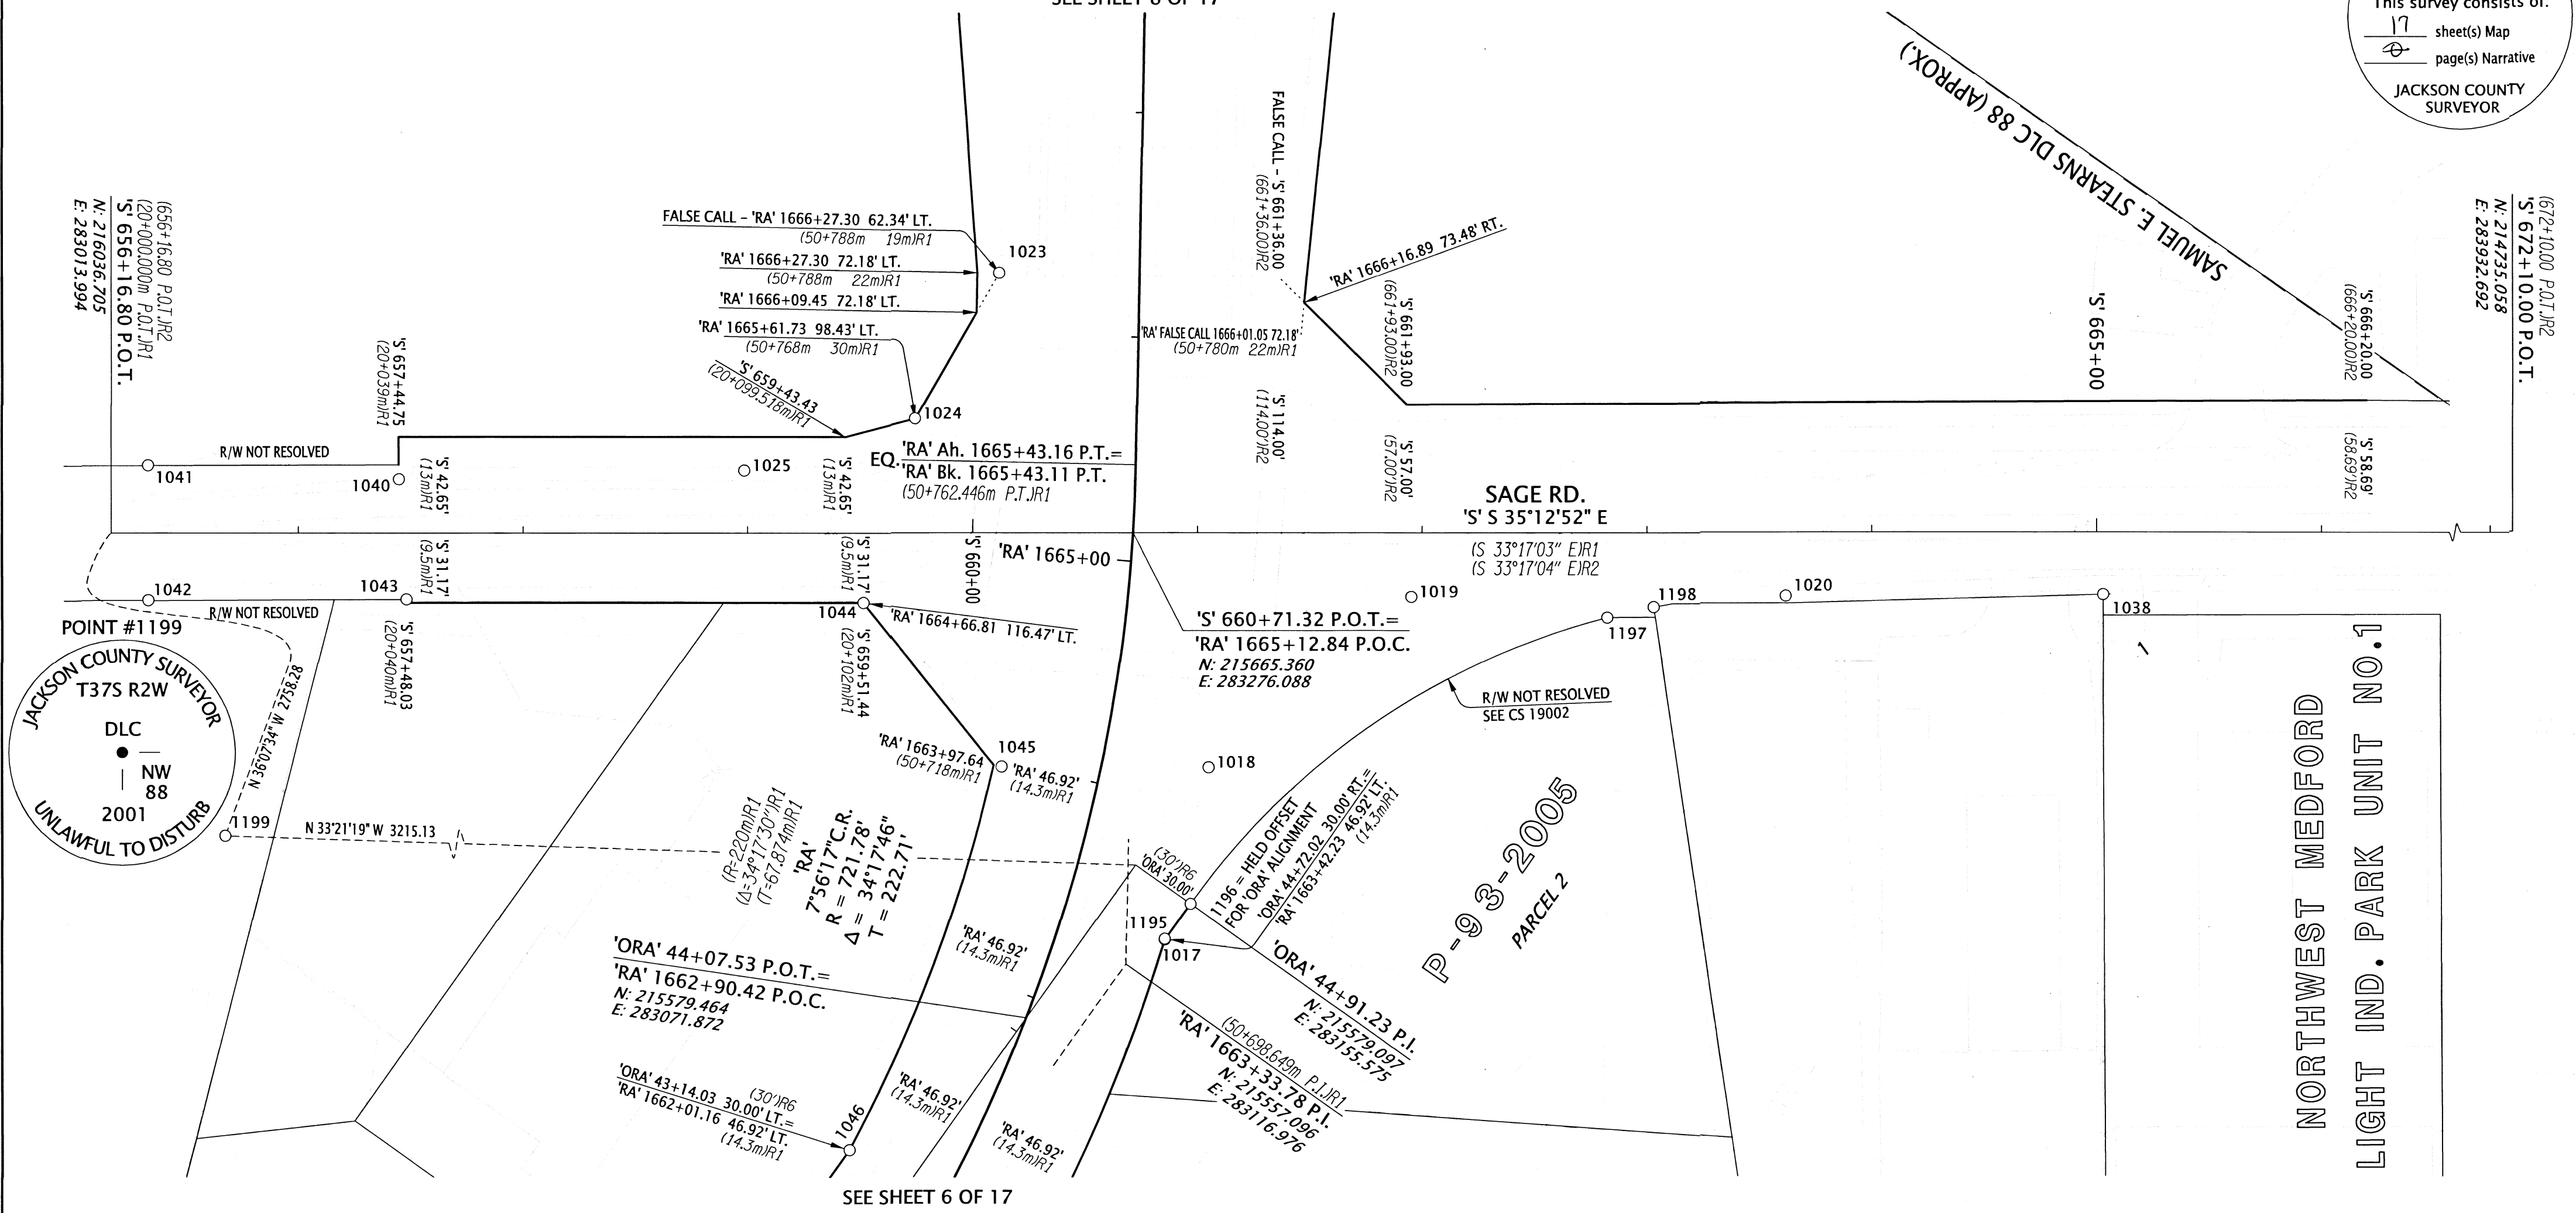 This survey consists of:
17 sheet(s) Map
page(s) Narrative
JACKSON COUNTY
SURVEYOR
SAMUEL E. STEARNS DLC 88 (APPROX.)
(656+16.80 P.O.T.)R2
(20+000.000m P.O.T.)R1
'S' 656+16.80 P.O.T.
N: 216036.705
E: 283013.994
(672+10.00 P.O.T.)R2
'S' 672+10.00 P.O.T.
N: 214735.058
E: 283932.692
FALSE CALL – 'RA' 1666+27.30 62.34' LT.
(50+788m 19m)R1
1023
'RA' 1666+27.30 72.18' LT.
(50+788m 22m)R1
'RA' 1666+09.45 72.18' LT.
'RA' 1665+61.73 98.43' LT.
(50+768m 30m)R1
'S' 659+43.43
(20+099.518m)R1
1024
FALSE CALL – 'S' 661+36.00
(661+36.00)R2
'RA' 1666+16.89 73.48' RT.
'RA' FALSE CALL 1666+01.05 72.18'
(50+780m 22m)R1
'S' 661+93.00
(661+93.00)R2
'S' 665+00
'S' 666+20.00
(666+20.00)R2
'S' 657+44.75
(20+039m)R1
R/W NOT RESOLVED
1041
1040
'S' 42.65'
(13m)R1
1025
'S' 42.65'
(13m)R1
EQ.
'RA' Ah. 1665+43.16 P.T.=
'RA' Bk. 1665+43.11 P.T.
(50+762.446m P.T.)R1
'S' 114.00'
(114.00')R2
'S' 57.00'
(57.00')R2
'S' 58.69'
(58.69')R2
SAGE RD.
'S' S 35°12'52" E
(S 33°17'03" E)R1
(S 33°17'04" E)R2
'S' 31.17'
(9.5m)R1
'S' 31.17'
(9.5m)R1
'S' 660+00
'RA' 1665+00
1042
1043
R/W NOT RESOLVED
1044
'RA' 1664+66.81 116.47' LT.
'S' 657+48.03
(20+040m)R1
'S' 659+51.44
(20+102m)R1
'S' 660+71.32 P.O.T.=
'RA' 1665+12.84 P.O.C.
N: 215665.360
E: 283276.088
1019
1198
1020
1197
1038
1
POINT #1199
JACKSON COUNTY SURVEYOR
T37S R2W
DLC
NW
88
2001
UNLAWFUL TO DISTURB
N 36°07'34" W 2758.28
1199
N 33°21'19" W 3215.13
R/W NOT RESOLVED
SEE CS 19002
1018
'RA' 1663+97.64
(50+718m)R1
1045
'RA' 46.92'
(14.3m)R1
(R=220m)R1
(Δ=34°17'30")R1
(T=67.874m)R1
'RA'
7°56'17"C.R.
R = 721.78'
Δ = 34°17'46"
T = 222.71'
(30')R6
'ORA' 30.00'
1196 = HELD OFFSET
FOR 'ORA' ALIGNMENT
'ORA' 44+72.02 30.00' RT.=
'RA' 1663+42.23 46.92' LT.
(14.3m)R1
1195
1017
P-93-2005
PARCEL 2
'RA' 46.92'
(14.3m)R1
'ORA' 44+07.53 P.O.T.=
'RA' 1662+90.42 P.O.C.
N: 215579.464
E: 283071.872
'ORA' 44+91.23 P.I.
N: 215579.097
E: 283155.575
(50+698.649m P.I.)R1
'RA' 1663+33.78 P.I.
N: 215557.096
E: 283116.976
(30')R6
'ORA' 43+14.03 30.00' LT.=
'RA' 1662+01.16 46.92' LT.
(14.3m)R1
1046
'RA' 46.92'
(14.3m)R1
'RA' 46.92'
(14.3m)R1
NORTHWEST MEDFORD
LIGHT IND. PARK UNIT NO.1
SEE SHEET 6 OF 17